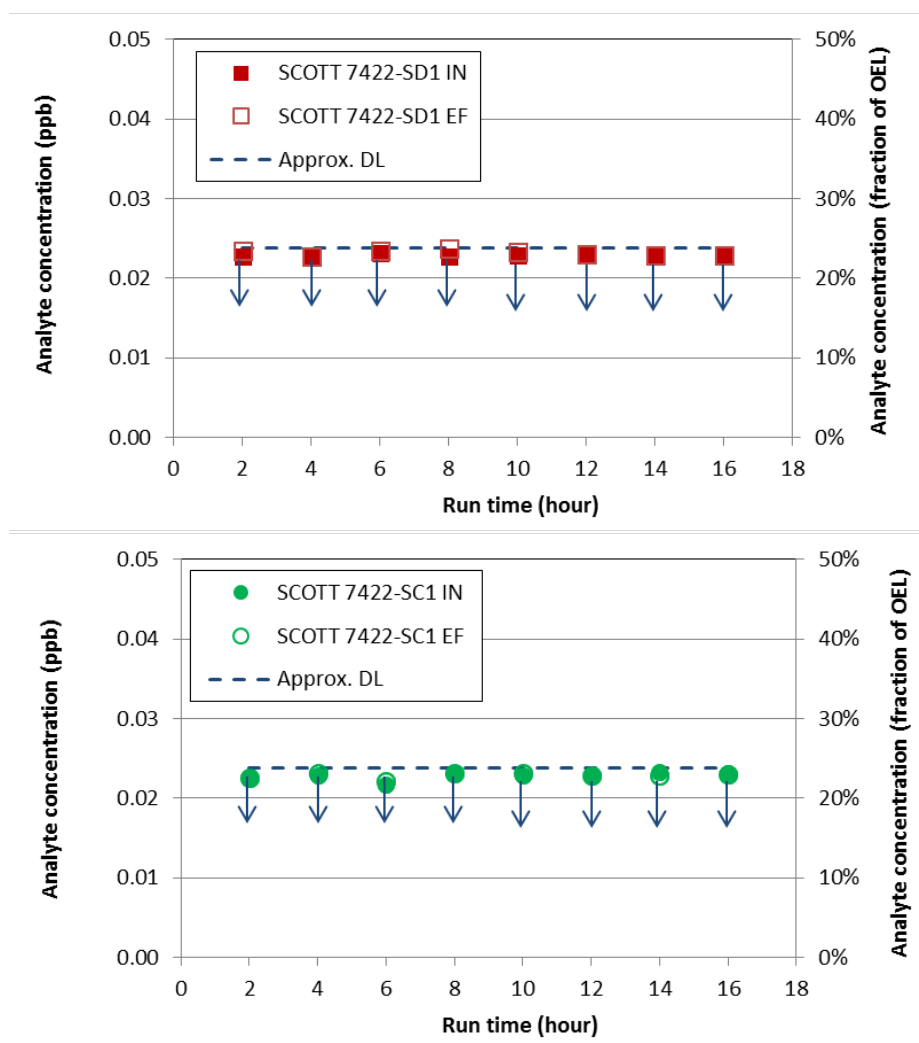 Analyte concentration (ppb)
0.05
0.04
0.03
0.02
0.01
0.00
SCOTT 7422-SD1 IN
SCOTT 7422-SD1 EF
Approx. DL
50%
40%
30%
20%
10%
0%
Analyte concentration (fraction of OEL)
0 2 4 6 8 10 12 14 16 18
Run time (hour)
Analyte concentration (ppb)
0.05
0.04
0.03
0.02
0.01
0.00
SCOTT 7422-SC1 IN
SCOTT 7422-SC1 EF
Approx. DL
50%
40%
30%
20%
10%
0%
Analyte concentration (fraction of OEL)
0 2 4 6 8 10 12 14 16 18
Run time (hour)